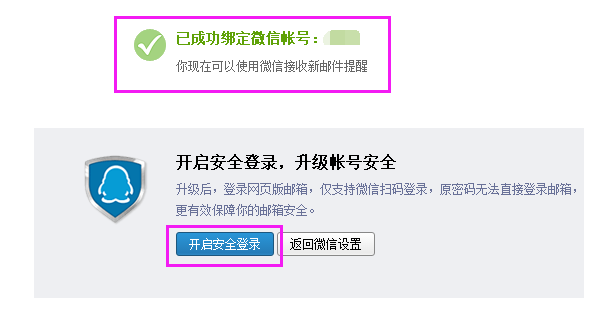 已成功绑定微信帐号：
你现在可以使用微信接收新邮件提醒
开启安全登录，升级帐号安全
升级后，登录网页版邮箱，仅支持微信扫码登录，原密码无法直接登录邮箱，
更有效保障你的邮箱安全。
开启安全登录
返回微信设置